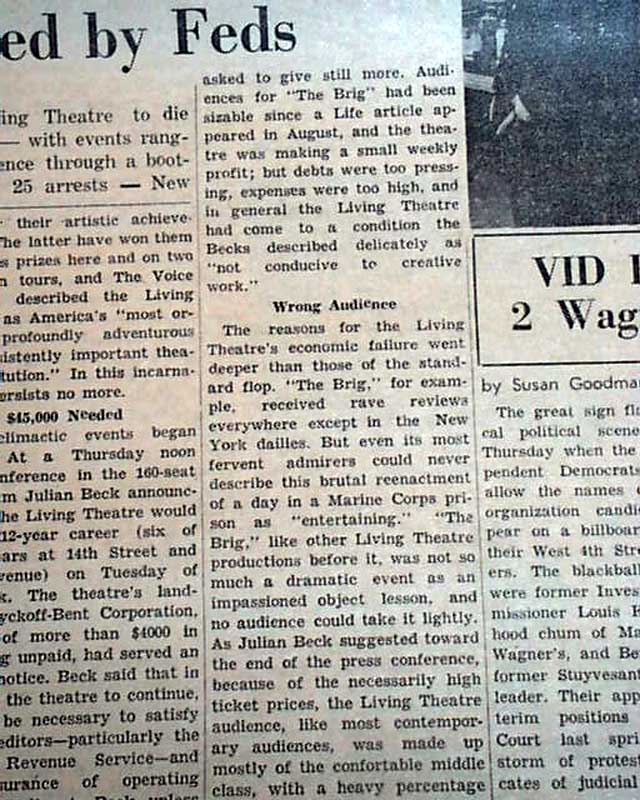 ed by Feds
ing Theatre to die
— with events rang-
ence through a boot-
25 arrests — New
their artistic achieve-
he latter have won them
s prizes here and on two
n tours, and The Voice
described the Living
as America's "most or-
profoundly adventurous
sistently important thea-
tution." In this incarna-
ersists no more.
$45,000 Needed
climactic events began
At a Thursday noon
nference in the 160-seat
m Julian Beck announc-
he Living Theatre would
12-year career (six of
ars at 14th Street and
venue) on Tuesday of
k. The theatre's land-
yckoff-Bent Corporation,
of more than $4000 in
g unpaid, had served an
notice. Beck said that in
the theatre to continue,
be necessary to satisfy
editors—particularly the
Revenue Service—and
surance of operating
asked to give still more. Audi-
ences for "The Brig" had been
sizable since a Life article ap-
peared in August, and the thea-
tre was making a small weekly
profit; but debts were too press-
ing, expenses were too high, and
in general the Living Theatre
had come to a condition the
Becks described delicately as
"not conducive to creative
work."
Wrong Audience
The reasons for the Living
Theatre's economic failure went
deeper than those of the stand-
ard flop. "The Brig," for exam-
ple, received rave reviews
everywhere except in the New
York dailies. But even its most
fervent admirers could never
describe this brutal reenactment
of a day in a Marine Corps pri-
son as "entertaining." "The
Brig," like other Living Theatre
productions before it, was not so
much a dramatic event as an
impassioned object lesson, and
no audience could take it lightly.
As Julian Beck suggested toward
the end of the press conference,
because of the necessarily high
ticket prices, the Living Theatre
audience, like most contempor-
ary audiences, was made up
mostly of the confortable middle
class, with a heavy percentage
VID
2 Wag
by Susan Goodma
The great sign fli
cal political scene
Thursday when the
pendent Democrats
allow the names
organization candi
pear on a billboar
their West 4th Str
ers. The blackball
were former Inves
missioner Louis
hood chum of Ma
Wagner's, and Be
former Stuyvesant
leader. Their app
terim positions
Court last spri
storm of protest
cates of judicial